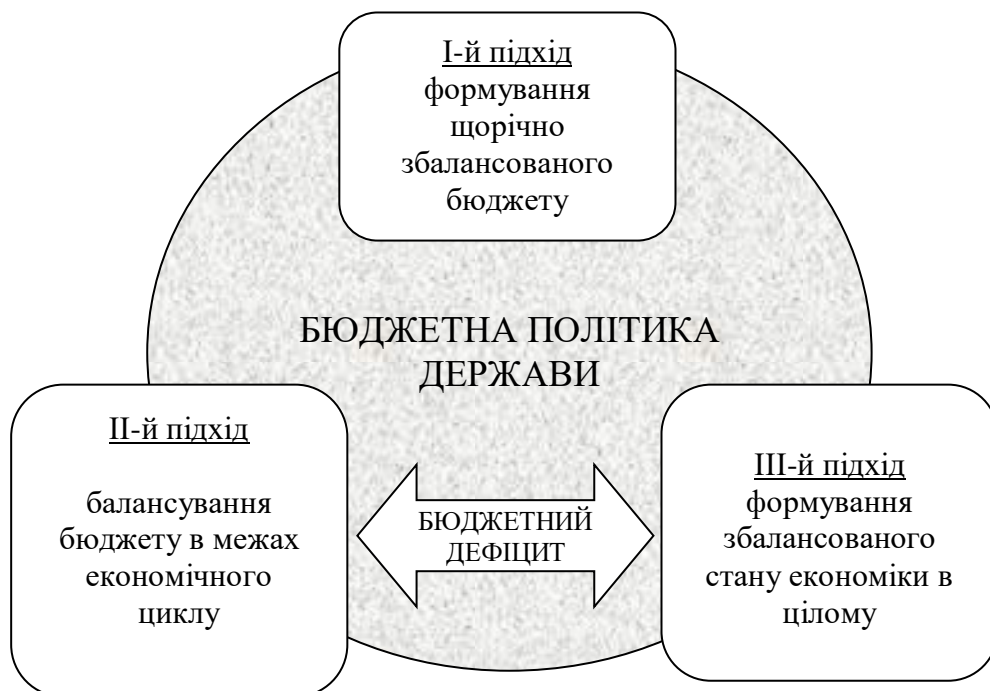 І-й підхід
формування
щорічно
збалансованого
бюджету
БЮДЖЕТНА ПОЛІТИКА
ДЕРЖАВИ
ІІ-й підхід
балансування
бюджету в межах
економічного
циклу
БЮДЖЕТНИЙ
ДЕФІЦИТ
ІІІ-й підхід
формування
збалансованого
стану економіки в
цілому